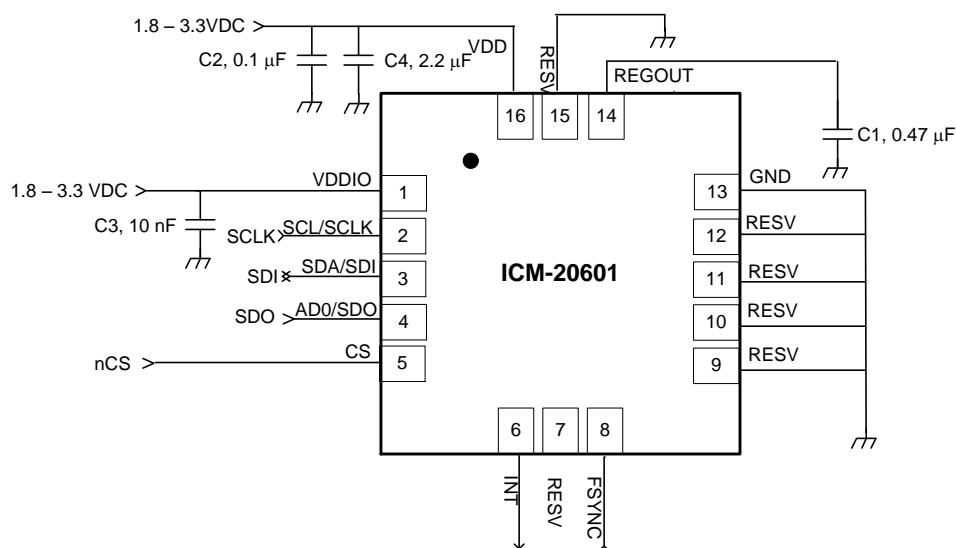 1.8 – 3.3VDC
VDD
C2, 0.1 μF
C4, 2.2 μF
RESV
REGOUT
16
15
14
C1, 0.47 μF
1.8 – 3.3 VDC
VDDIO
1
13
GND
C3, 10 nF
SCLK
SCL/SCLK
2
12
RESV
SDI
SDA/SDI
3
ICM-20601
11
RESV
SDO
AD0/SDO
4
10
RESV
nCS
CS
5
9
RESV
6
7
8
INT
RESV
FSYNC